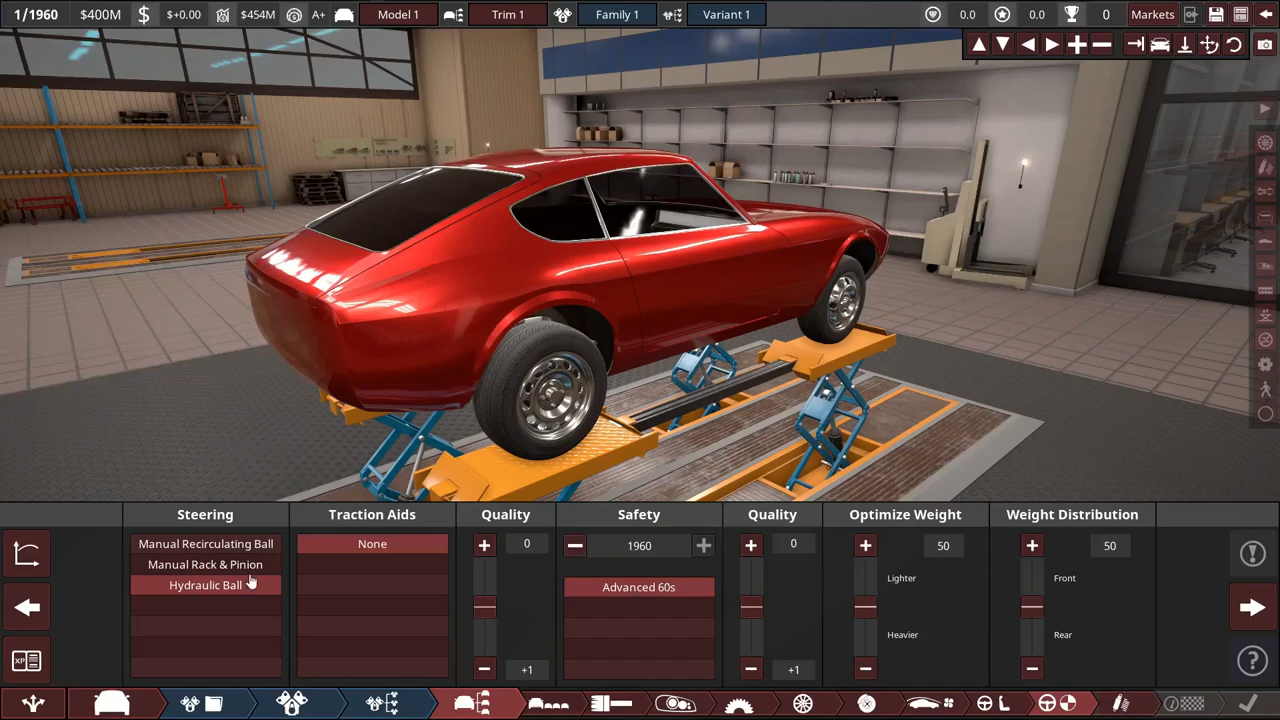 1/1960 $400M $+0.00 $454M A+ Model 1 Trim 1 Family 1 Variant 1 0.0 0.0 0 Markets
Steering Traction Aids Quality Safety Quality Optimize Weight Weight Distribution
Manual Recirculating Ball None 0 1960 0 50 50
Manual Rack & Pinion
Lighter Front
Hydraulic Ball Advanced 60s
Heavier Rear
+1 +1
XP